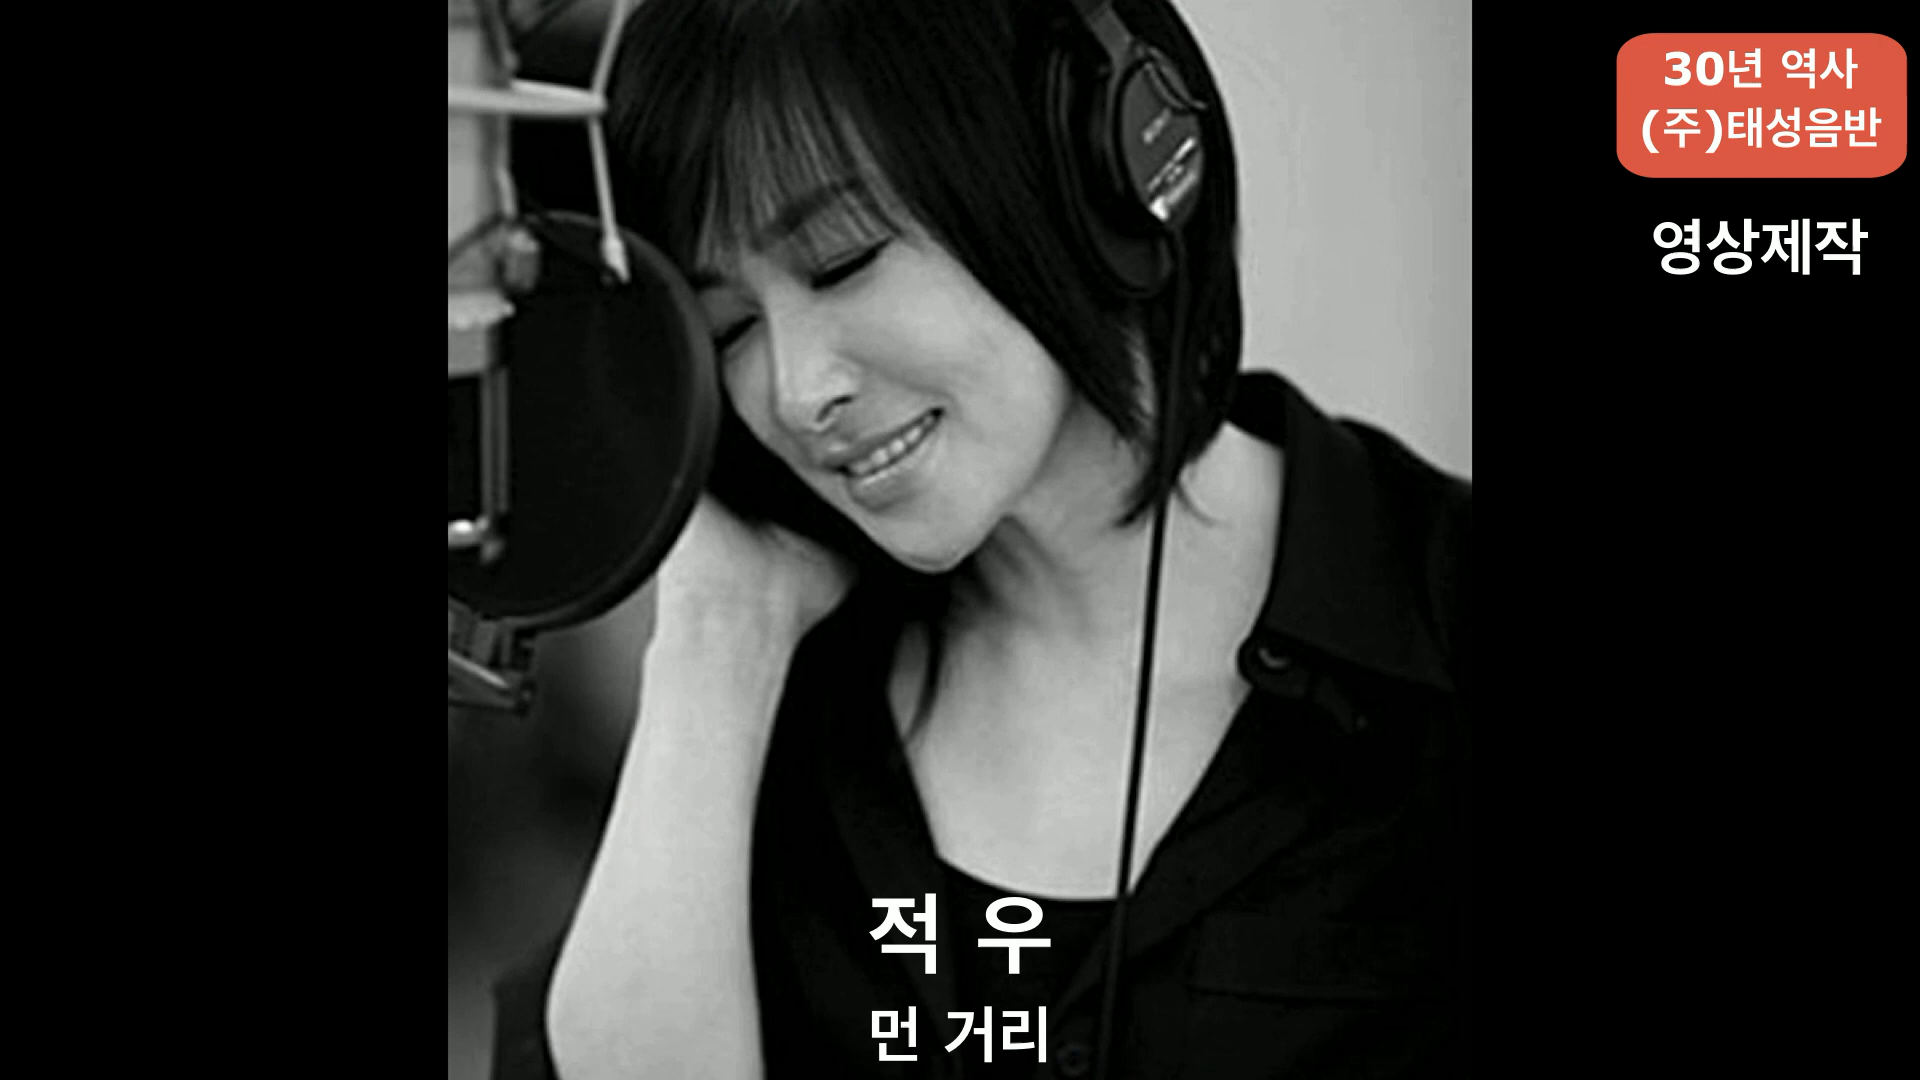 30년 역사
(주)태성음반
영상제작
적 우
먼 거리